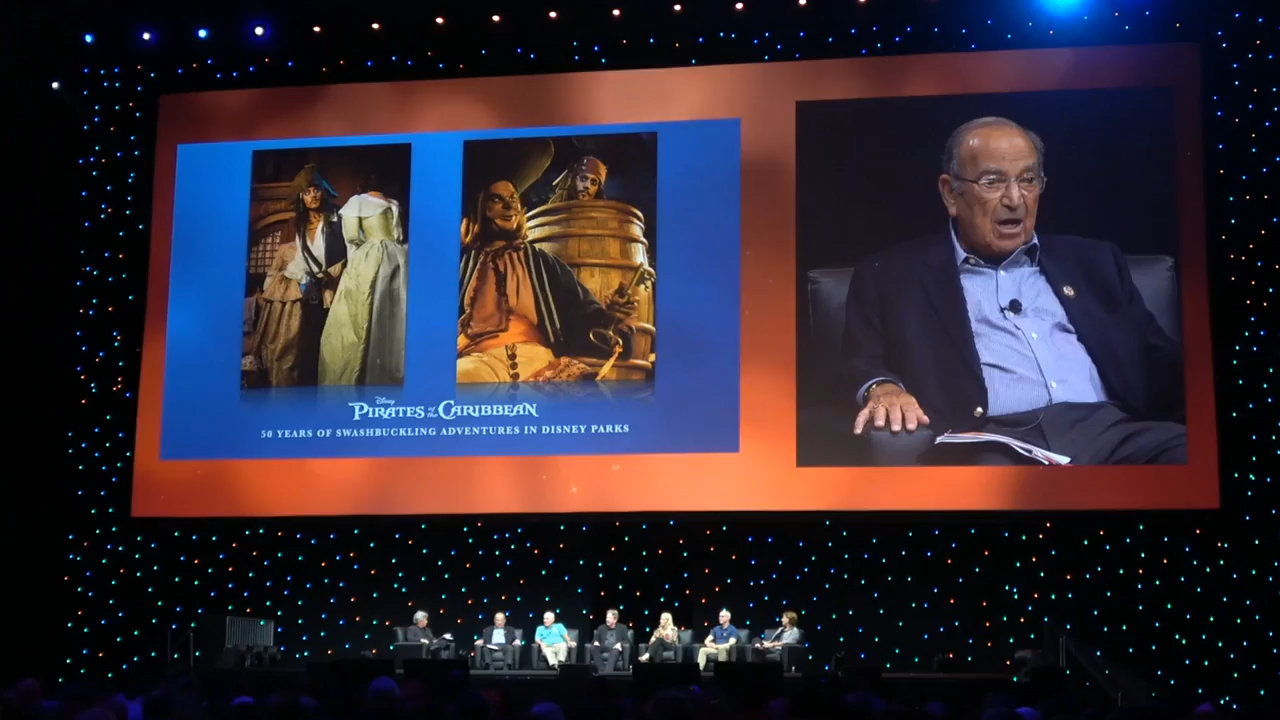 Disney
PIRATES of the CARIBBEAN
50 YEARS OF SWASHBUCKLING ADVENTURES IN DISNEY PARKS